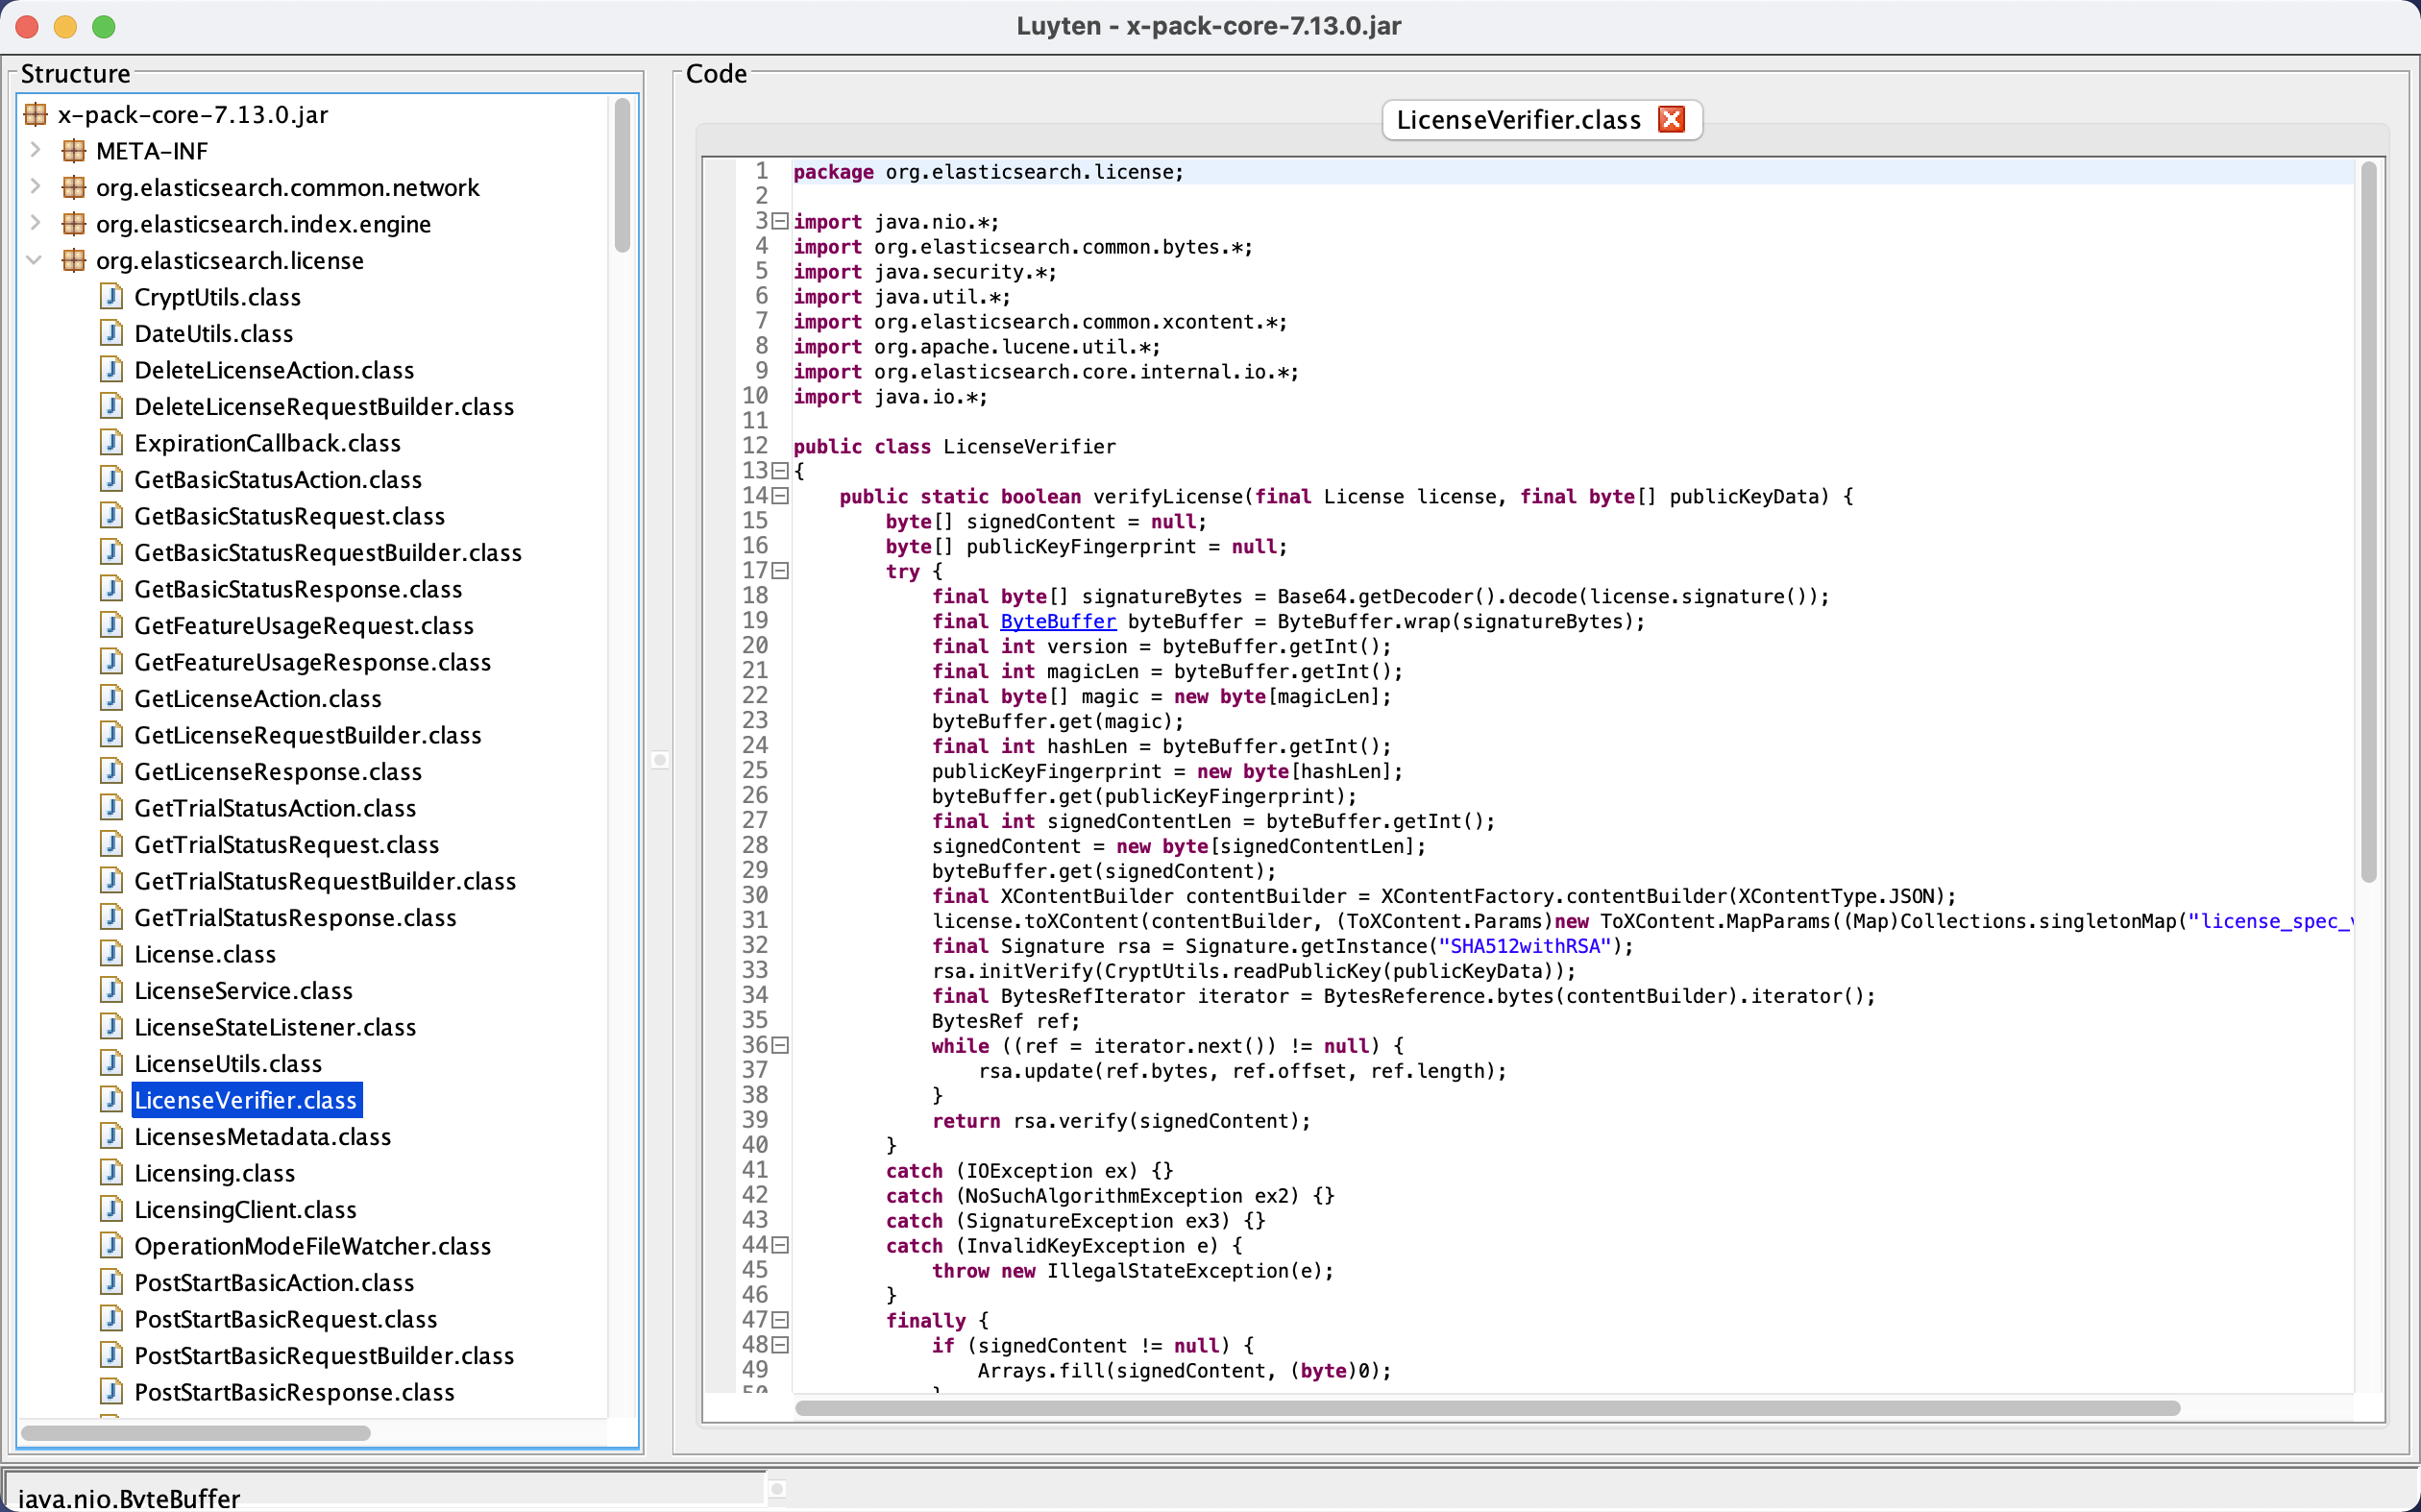 Luyten - x-pack-core-7.13.0.jar
Structure
x-pack-core-7.13.0.jar
META-INF
org.elasticsearch.common.network
org.elasticsearch.index.engine
org.elasticsearch.license
CryptUtils.class
DateUtils.class
DeleteLicenseAction.class
DeleteLicenseRequestBuilder.class
ExpirationCallback.class
GetBasicStatusAction.class
GetBasicStatusRequest.class
GetBasicStatusRequestBuilder.class
GetBasicStatusResponse.class
GetFeatureUsageRequest.class
GetFeatureUsageResponse.class
GetLicenseAction.class
GetLicenseRequestBuilder.class
GetLicenseResponse.class
GetTrialStatusAction.class
GetTrialStatusRequest.class
GetTrialStatusRequestBuilder.class
GetTrialStatusResponse.class
License.class
LicenseService.class
LicenseStateListener.class
LicenseUtils.class
LicenseVerifier.class
LicensesMetadata.class
Licensing.class
LicensingClient.class
OperationModeFileWatcher.class
PostStartBasicAction.class
PostStartBasicRequest.class
PostStartBasicRequestBuilder.class
PostStartBasicResponse.class
Code
LicenseVerifier.class
1 package org.elasticsearch.license;
2
3 import java.nio.*;
4 import org.elasticsearch.common.bytes.*;
5 import java.security.*;
6 import java.util.*;
7 import org.elasticsearch.common.xcontent.*;
8 import org.apache.lucene.util.*;
9 import org.elasticsearch.core.internal.io.*;
10 import java.io.*;
11
12 public class LicenseVerifier
13 {
14     public static boolean verifyLicense(final License license, final byte[] publicKeyData) {
15         byte[] signedContent = null;
16         byte[] publicKeyFingerprint = null;
17         try {
18             final byte[] signatureBytes = Base64.getDecoder().decode(license.signature());
19             final ByteBuffer byteBuffer = ByteBuffer.wrap(signatureBytes);
20             final int version = byteBuffer.getInt();
21             final int magicLen = byteBuffer.getInt();
22             final byte[] magic = new byte[magicLen];
23             byteBuffer.get(magic);
24             final int hashLen = byteBuffer.getInt();
25             publicKeyFingerprint = new byte[hashLen];
26             byteBuffer.get(publicKeyFingerprint);
27             final int signedContentLen = byteBuffer.getInt();
28             signedContent = new byte[signedContentLen];
29             byteBuffer.get(signedContent);
30             final XContentBuilder contentBuilder = XContentFactory.contentBuilder(XContentType.JSON);
31             license.toXContent(contentBuilder, (ToXContent.Params)new ToXContent.MapParams((Map)Collections.singletonMap("license_spec_
32             final Signature rsa = Signature.getInstance("SHA512withRSA");
33             rsa.initVerify(CryptUtils.readPublicKey(publicKeyData));
34             final BytesRefIterator iterator = BytesReference.bytes(contentBuilder).iterator();
35             BytesRef ref;
36             while ((ref = iterator.next()) != null) {
37                 rsa.update(ref.bytes, ref.offset, ref.length);
38             }
39             return rsa.verify(signedContent);
40         }
41         catch (IOException ex) {}
42         catch (NoSuchAlgorithmException ex2) {}
43         catch (SignatureException ex3) {}
44         catch (InvalidKeyException e) {
45             throw new IllegalStateException(e);
46         }
47         finally {
48             if (signedContent != null) {
49                 Arrays.fill(signedContent, (byte)0);
50             }
java.nio.ByteBuffer